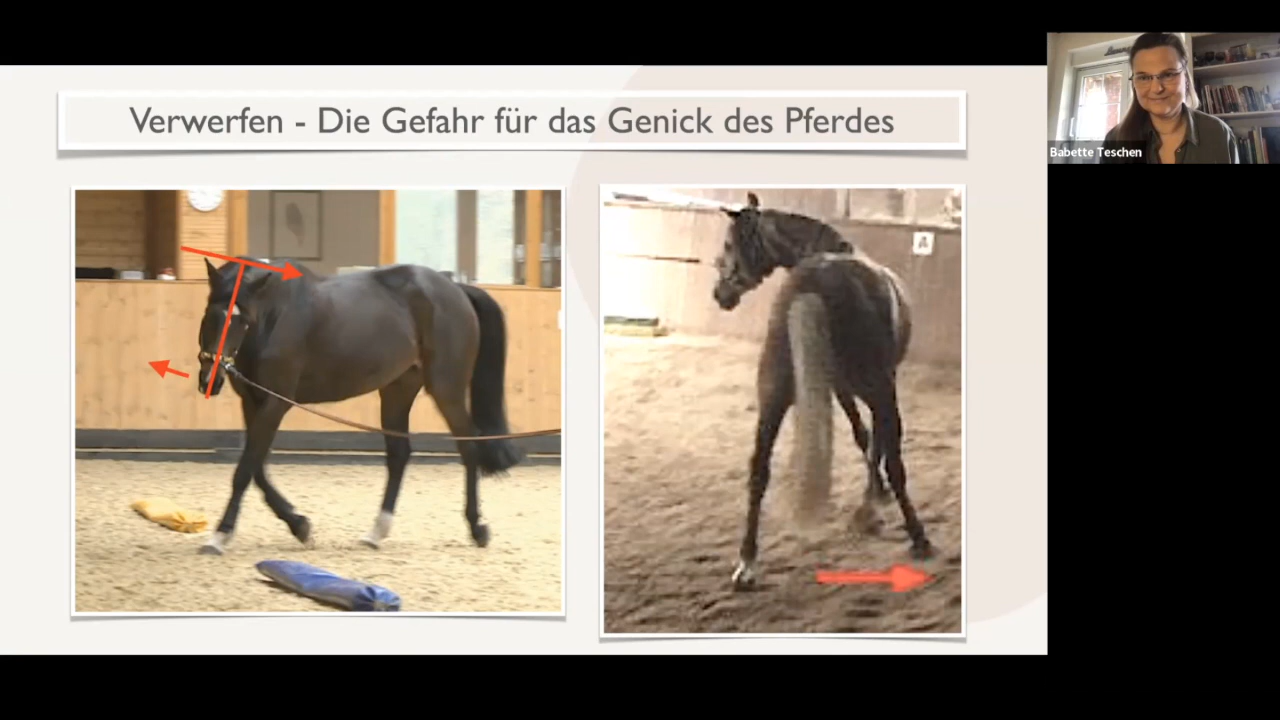 Verwerfen - Die Gefahr für das Genick des Pferdes
Babette Teschen
A